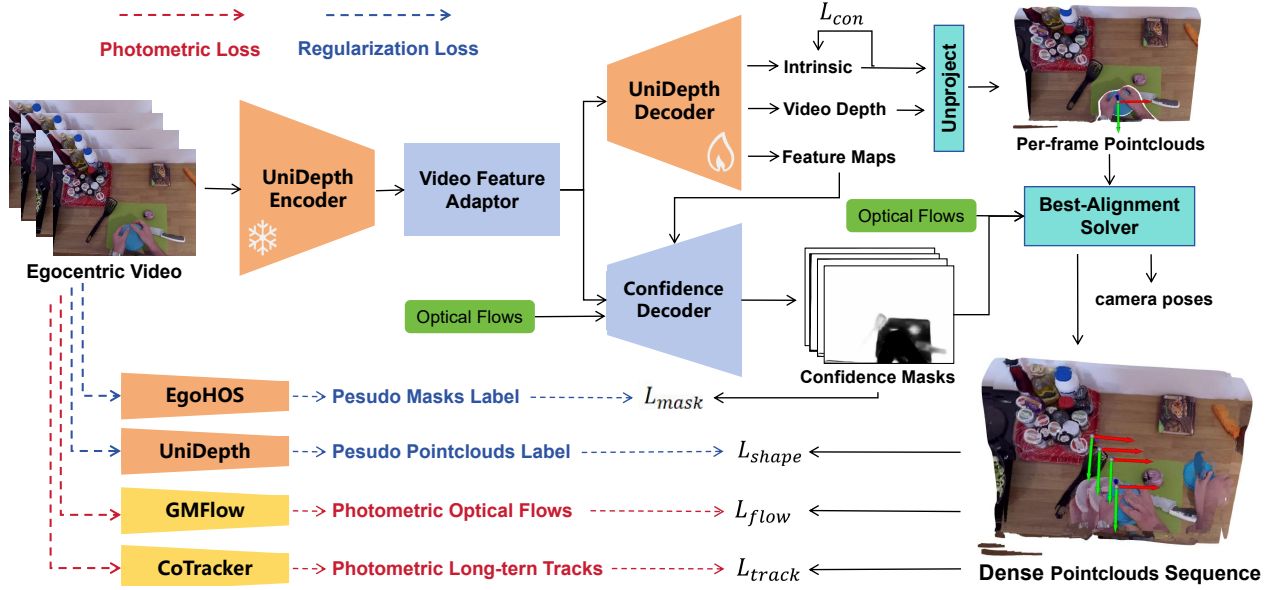 Photometric Loss
Regularization Loss
L_con
UniDepth
Decoder
Intrinsic
Video Depth
Feature Maps
Unproject
Per-frame Pointclouds
UniDepth
Encoder
Video Feature
Adaptor
Optical Flows
Best-Alignment
Solver
Egocentric Video
Confidence
Decoder
Optical Flows
camera poses
Confidence Masks
EgoHOS
Pesudo Masks Label
L_mask
UniDepth
Pesudo Pointclouds Label
L_shape
GMFlow
Photometric Optical Flows
L_flow
CoTracker
Photometric Long-tern Tracks
L_track
Dense Pointclouds Sequence